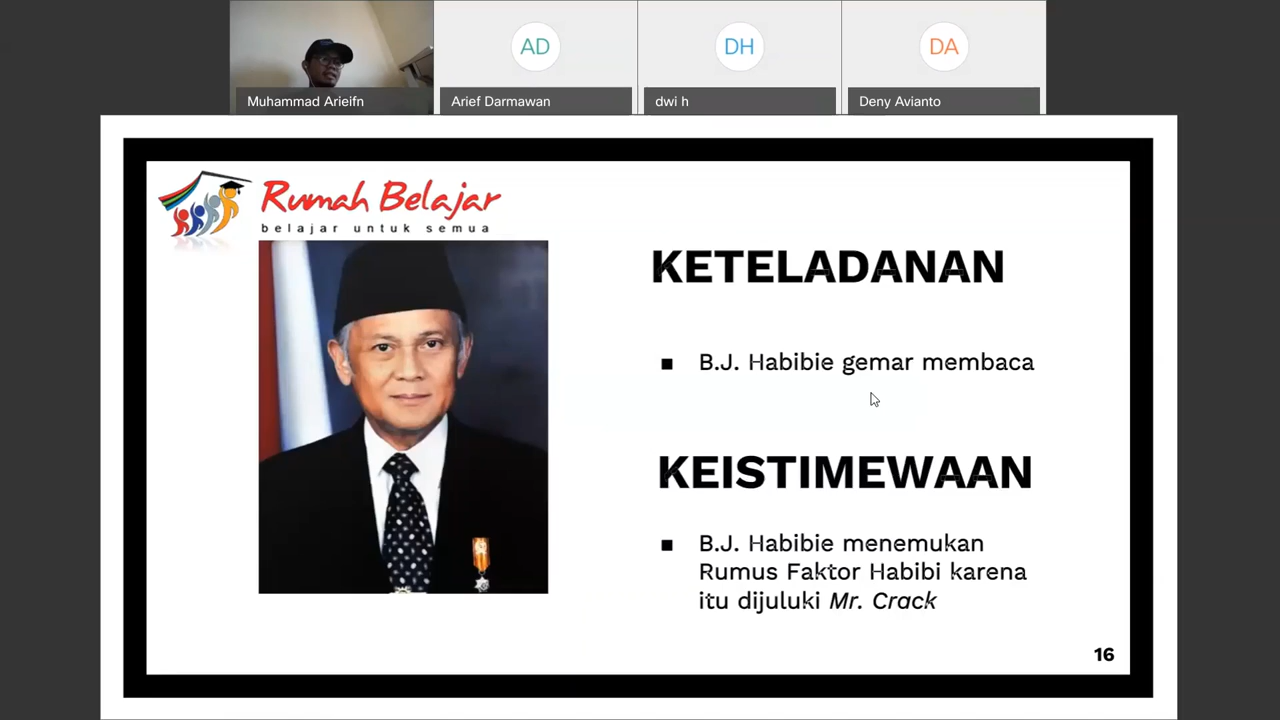 AD
DH
DA
Muhammad Arieifn
Arief Darmawan
dwi h
Deny Avianto
Rumah Belajar
belajar untuk semua
KETELADANAN
■ B.J. Habibie gemar membaca
KEISTIMEWAAN
■ B.J. Habibie menemukan
Rumus Faktor Habibi karena
itu dijuluki Mr. Crack
16